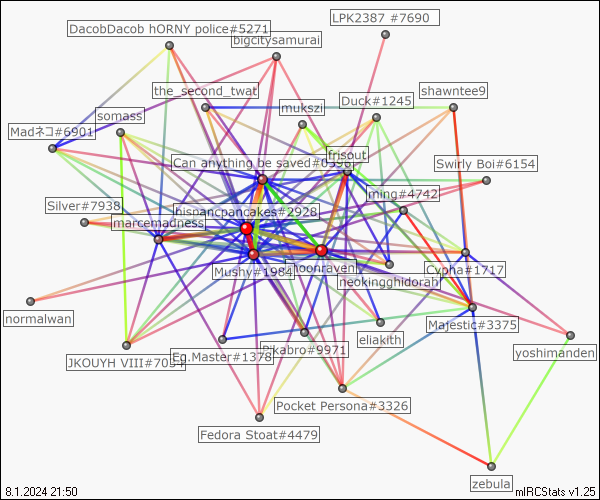 LPK2387 #7690
DacobDacob hORNY police#5271
bigcitysamurai
the_second_twat
shawntee9
mukszi
Duck#1245
somass
Madネコ#6901
frisout
Can anything be saved#0396
Swirly Boi#6154
ming#4742
Silver#7938
hispancpancakes#2928
marcemadness
Mushy#1984
moonraven
Cypha#1717
neokingghidorah
normalwan
Majestic#3375
eliakith
Pikabro#9971
yoshimanden
Eg.Master#1378
JKOUYH VIII#7054
Pocket Persona#3326
Fedora Stoat#4479
zebula
8.1.2024 21:50
mIRCStats v1.25